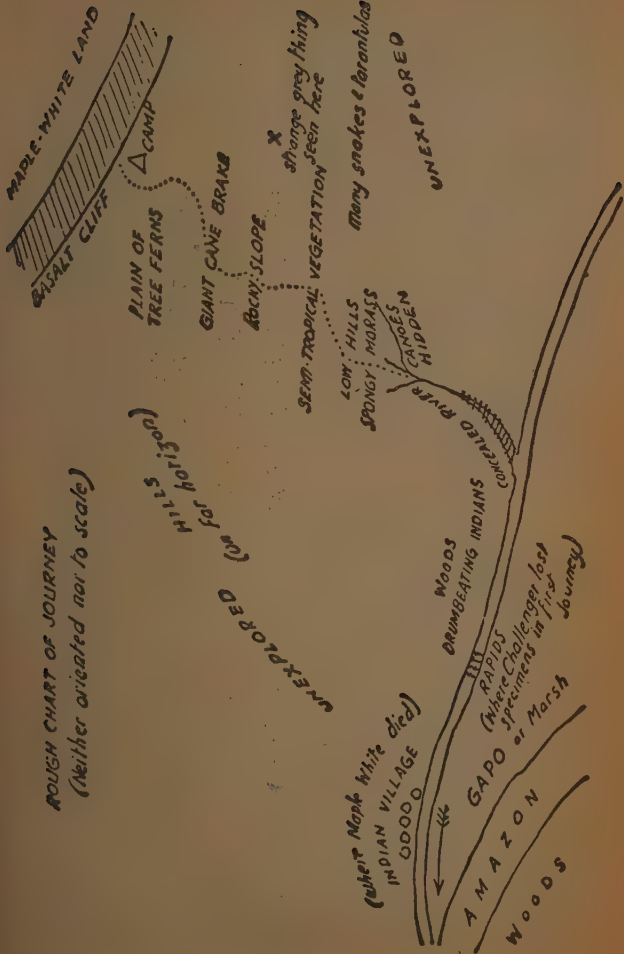 ROUGH CHART OF JOURNEY
(Neither oriented nor to scale)
MAPLE-WHITE LAND
BASALT CLIFF
CAMP
PLAIN OF
TREE FERNS
GIANT CANE BRAKE
ROCKY SLOPE
X
strange grey thing
seen here
SEMI-TROPICAL VEGETATION
many snakes & tarantulas
UNEXPLORED
HILLS
(on far horizon)
UNEXPLORED
LOW HILLS
SPONGY MORASS
CANOES
HIDDEN
CONCEALED RIVER
WOODS
DRUMBEATING INDIANS
RAPIDS
(where Challenger lost
specimens in first
Journey)
(where Maple White died)
INDIAN VILLAGE
GAPO or Marsh
AMAZON
WOODS